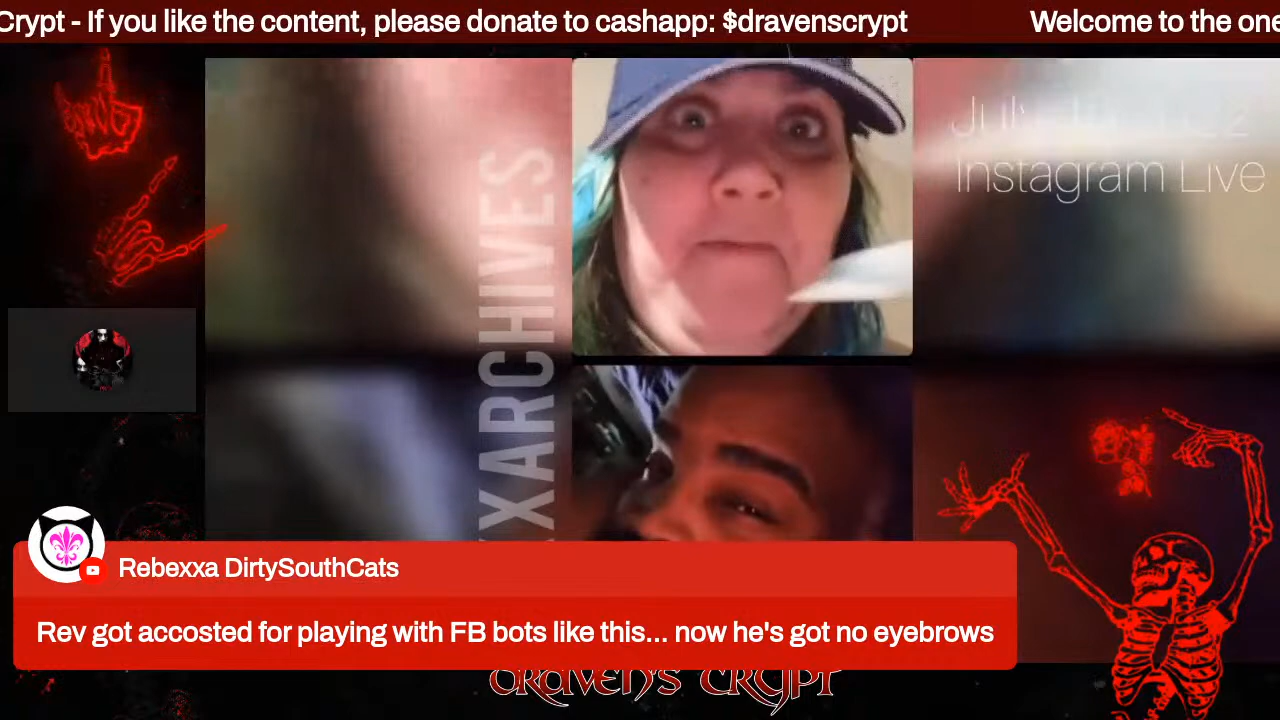 Crypt - If you like the content, please donate to cashapp: $dravenscrypt Welcome to the one
Instagram Live
XARCHIVES
Rebexxa DirtySouthCats
Rev got accosted for playing with FB bots like this... now he's got no eyebrows
DRAVEN'S CRYPT